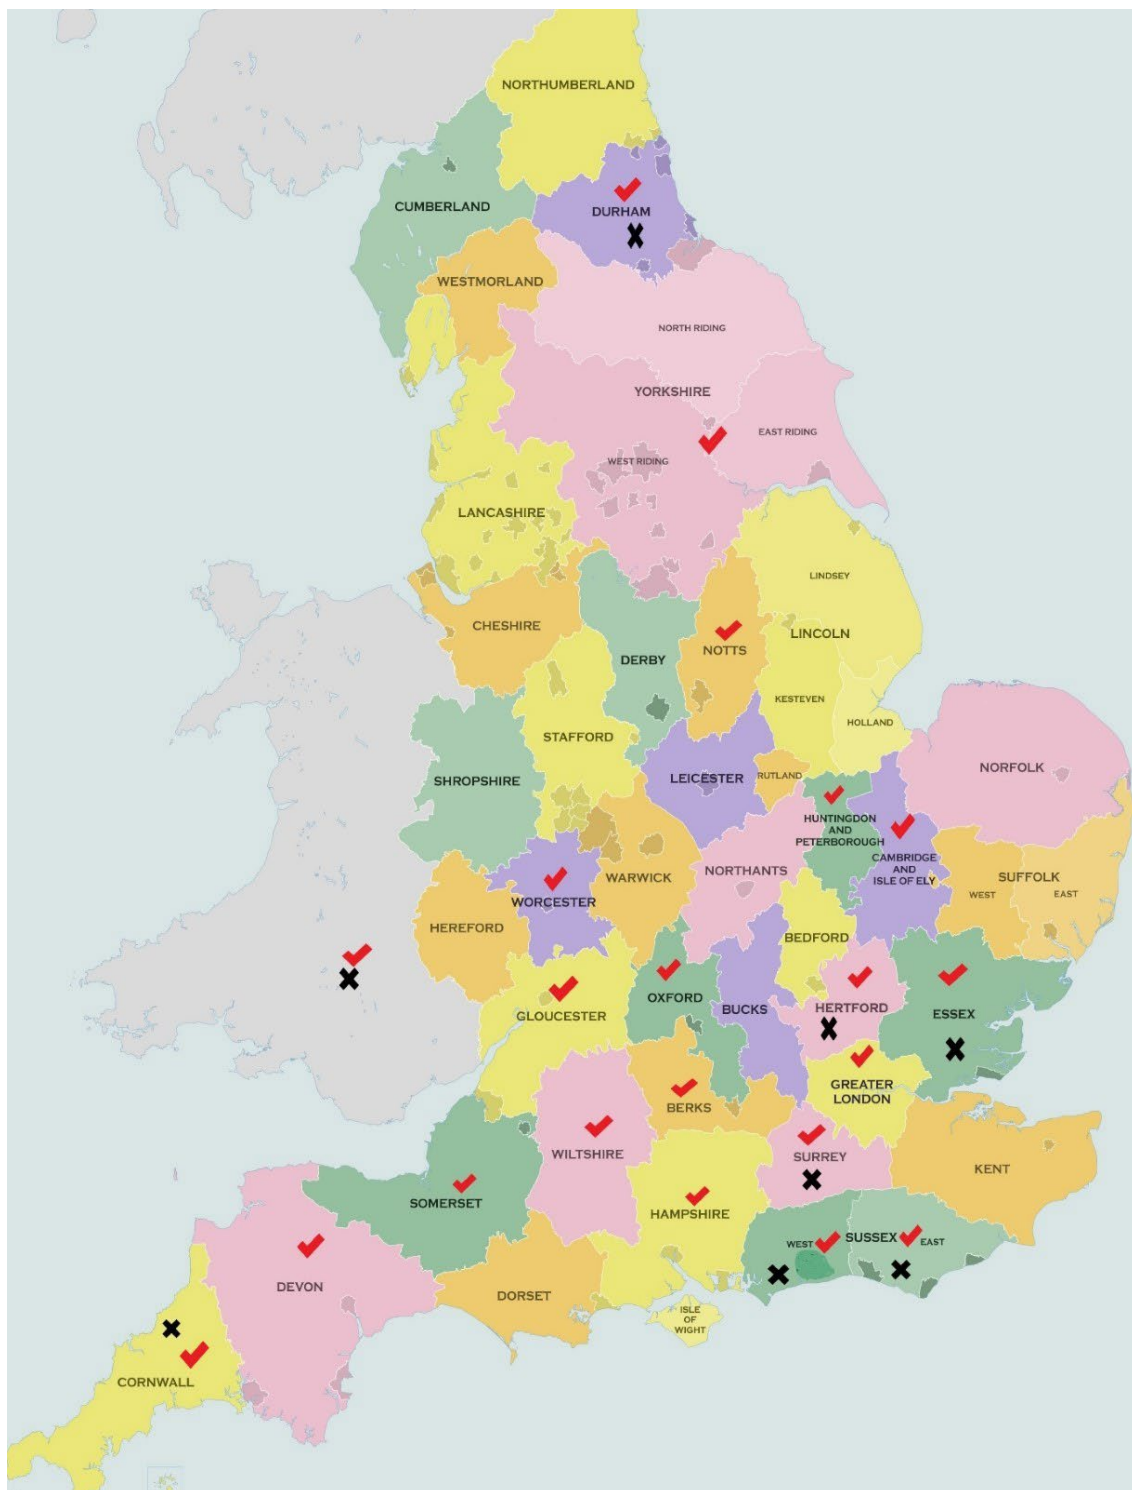 NORTHUMBERLAND
CUMBERLAND
DURHAM
WESTMORLAND
NORTH RIDING
YORKSHIRE
EAST RIDING
WEST RIDING
LANCASHIRE
LINDSEY
CHESHIRE
LINCOLN
NOTTS
DERBY
KESTEVEN
HOLLAND
STAFFORD
NORFOLK
LEICESTER
RUTLAND
SHROPSHIRE
HUNTINGDON
AND
PETERBOROUGH
CAMBRIDGE
AND
ISLE OF ELY
NORTHANTS
WARWICK
SUFFOLK
WEST
EAST
WORCESTER
HEREFORD
BEDFORD
OXFORD
BUCKS
HERTFORD
ESSEX
GLOUCESTER
GREATER
LONDON
BERKS
WILTSHIRE
SURREY
KENT
SOMERSET
HAMPSHIRE
WEST
SUSSEX
EAST
DEVON
DORSET
ISLE
OF
WIGHT
CORNWALL